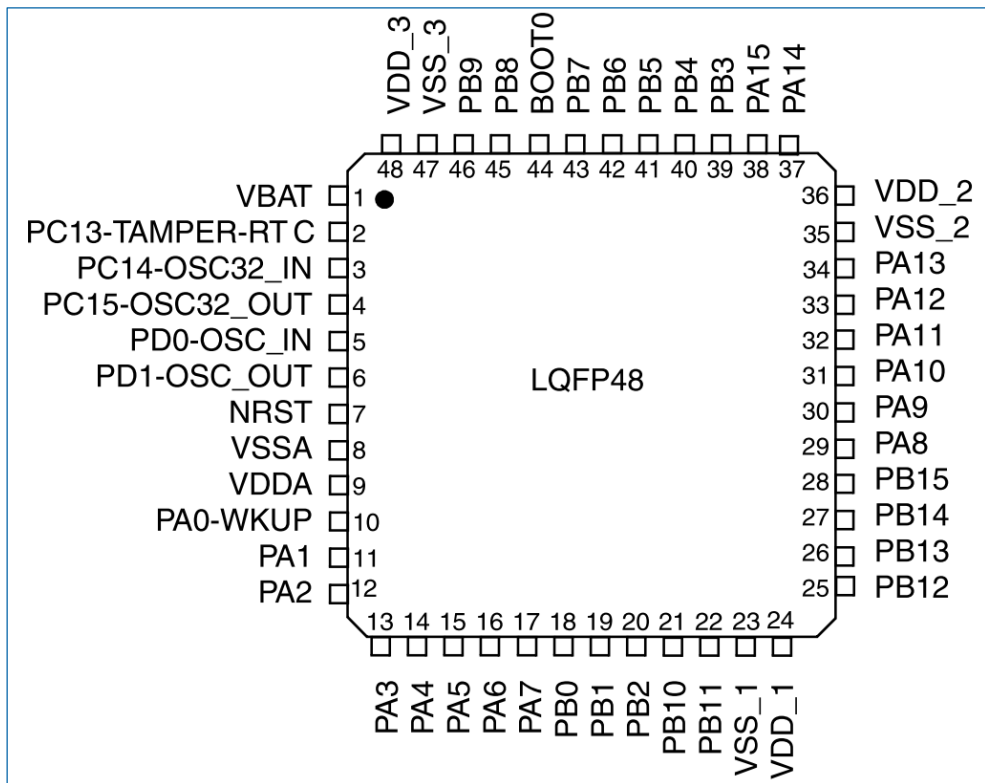 VDD_3
VSS_3
PB9
PB8
BOOT0
PB7
PB6
PB5
PB4
PB3
PA15
PA14
48 47 46 45 44 43 42 41 40 39 38 37
VBAT 1
PC13-TAMPER-RT C 2
PC14-OSC32_IN 3
PC15-OSC32_OUT 4
PD0-OSC_IN 5
PD1-OSC_OUT 6
NRST 7
VSSA 8
VDDA 9
PA0-WKUP 10
PA1 11
PA2 12
LQFP48
36 VDD_2
35 VSS_2
34 PA13
33 PA12
32 PA11
31 PA10
30 PA9
29 PA8
28 PB15
27 PB14
26 PB13
25 PB12
13 14 15 16 17 18 19 20 21 22 23 24
PA3
PA4
PA5
PA6
PA7
PB0
PB1
PB2
PB10
PB11
VSS_1
VDD_1